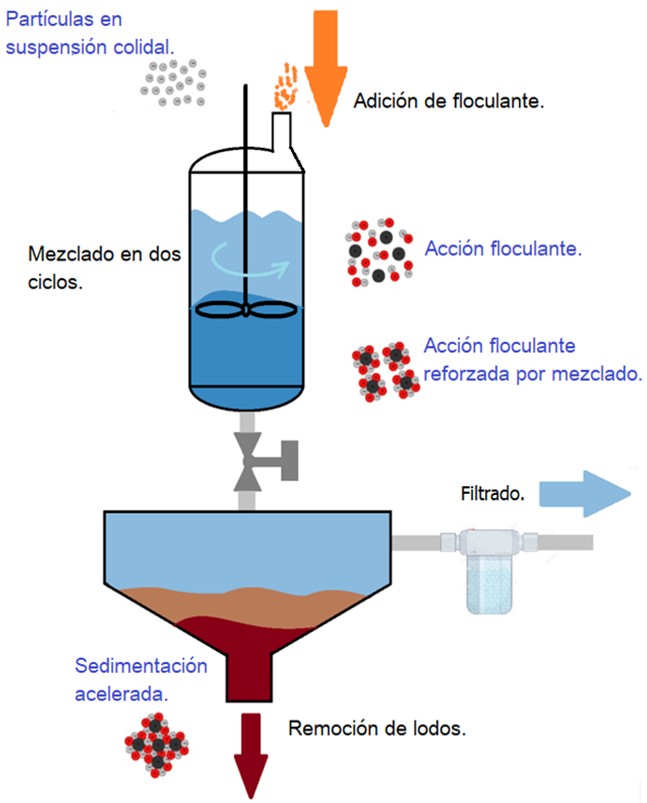 Partículas en
suspensión colidal.
Adición de floculante.
Mezclado en dos
ciclos.
Acción floculante.
Acción floculante
reforzada por mezclado.
Filtrado.
Sedimentación
acelerada.
Remoción de lodos.